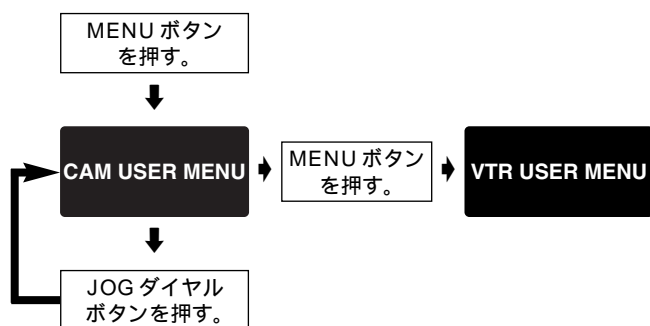 MENU ボタン
を押す。
CAM USER MENU
MENU ボタン
を押す。
VTR USER MENU
JOG ダイヤル
ボタンを押す。